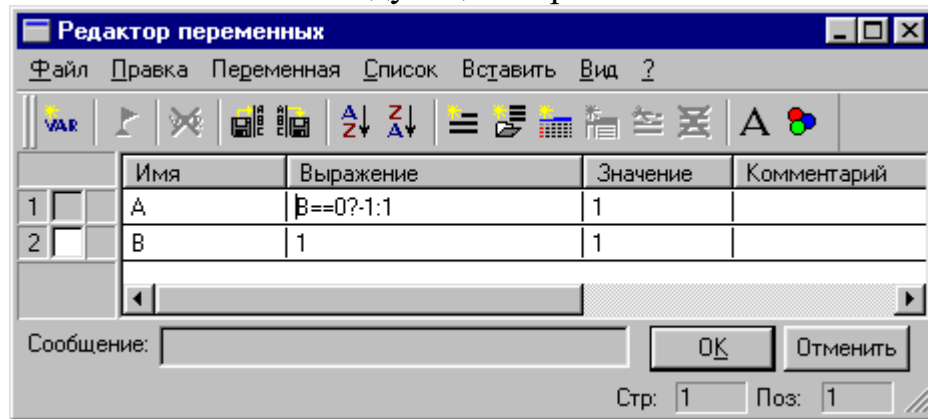 Редактор переменных
Файл Правка Переменная Список Вставить Вид ?
VAR A Z Z A A
Имя Выражение Значение Комментарий
1 A B==0?-1:1 1
2 B 1 1
Сообщение: OK Отменить
Стр: 1 Поз: 1